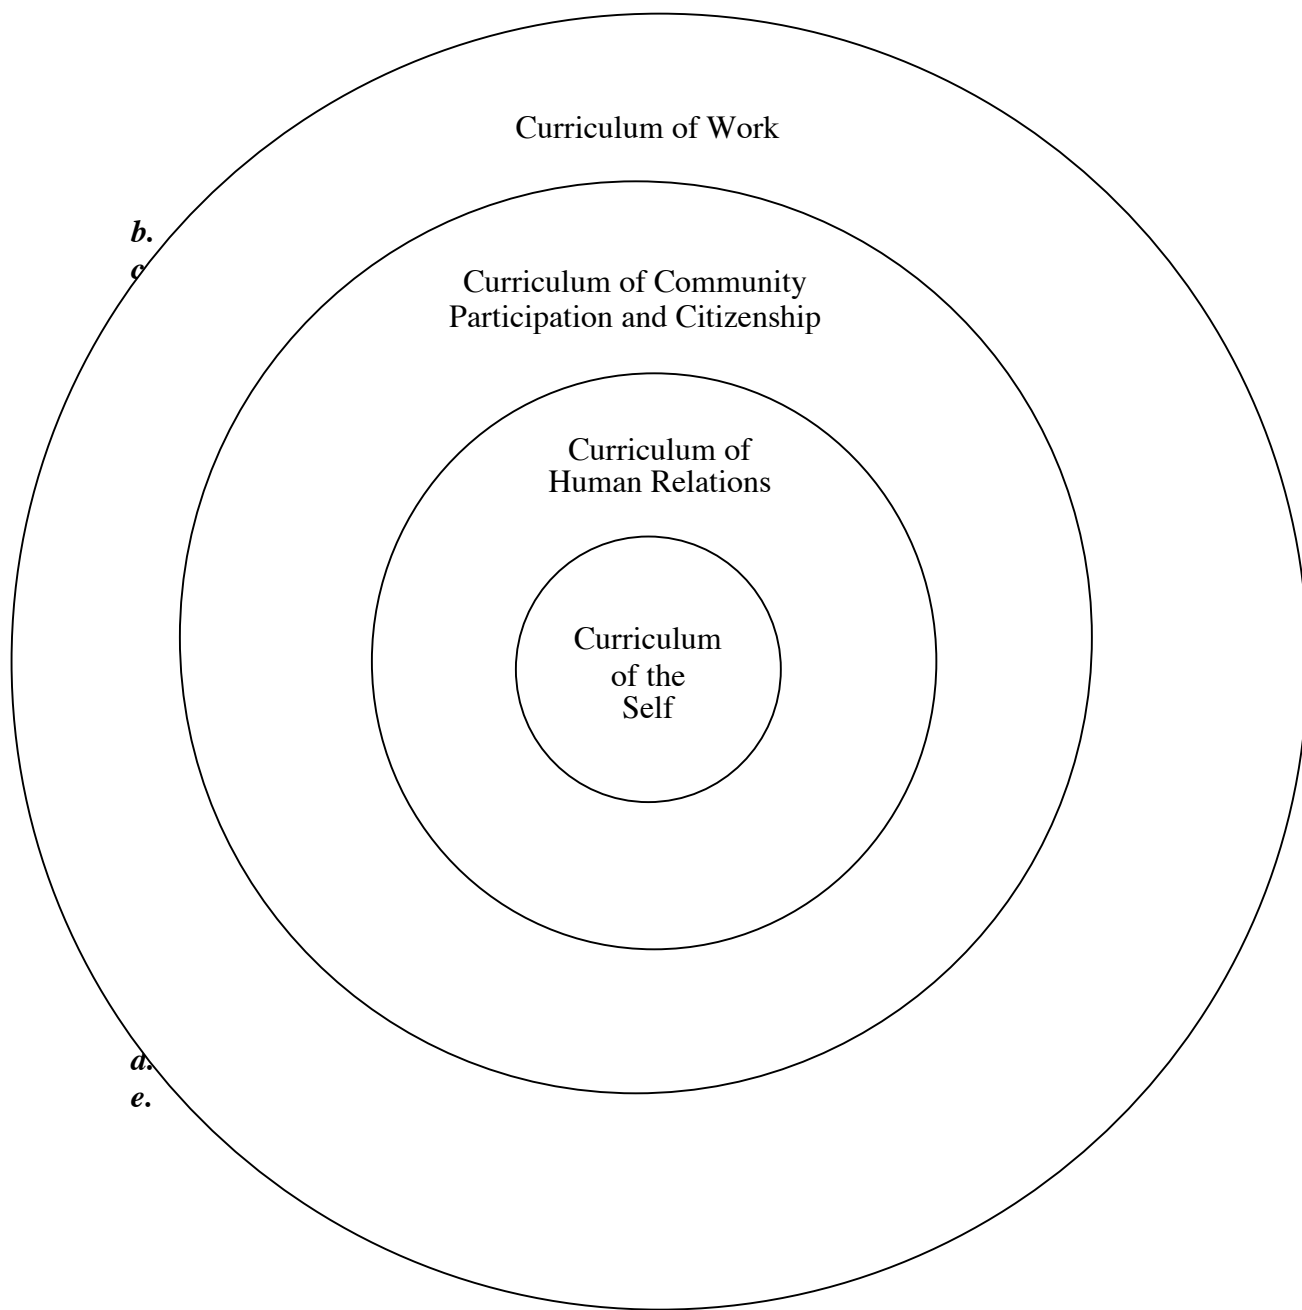 Curriculum of Work
b.
c
Curriculum of Community
Participation and Citizenship
Curriculum of
Human Relations
Curriculum
of the
Self
d.
e.